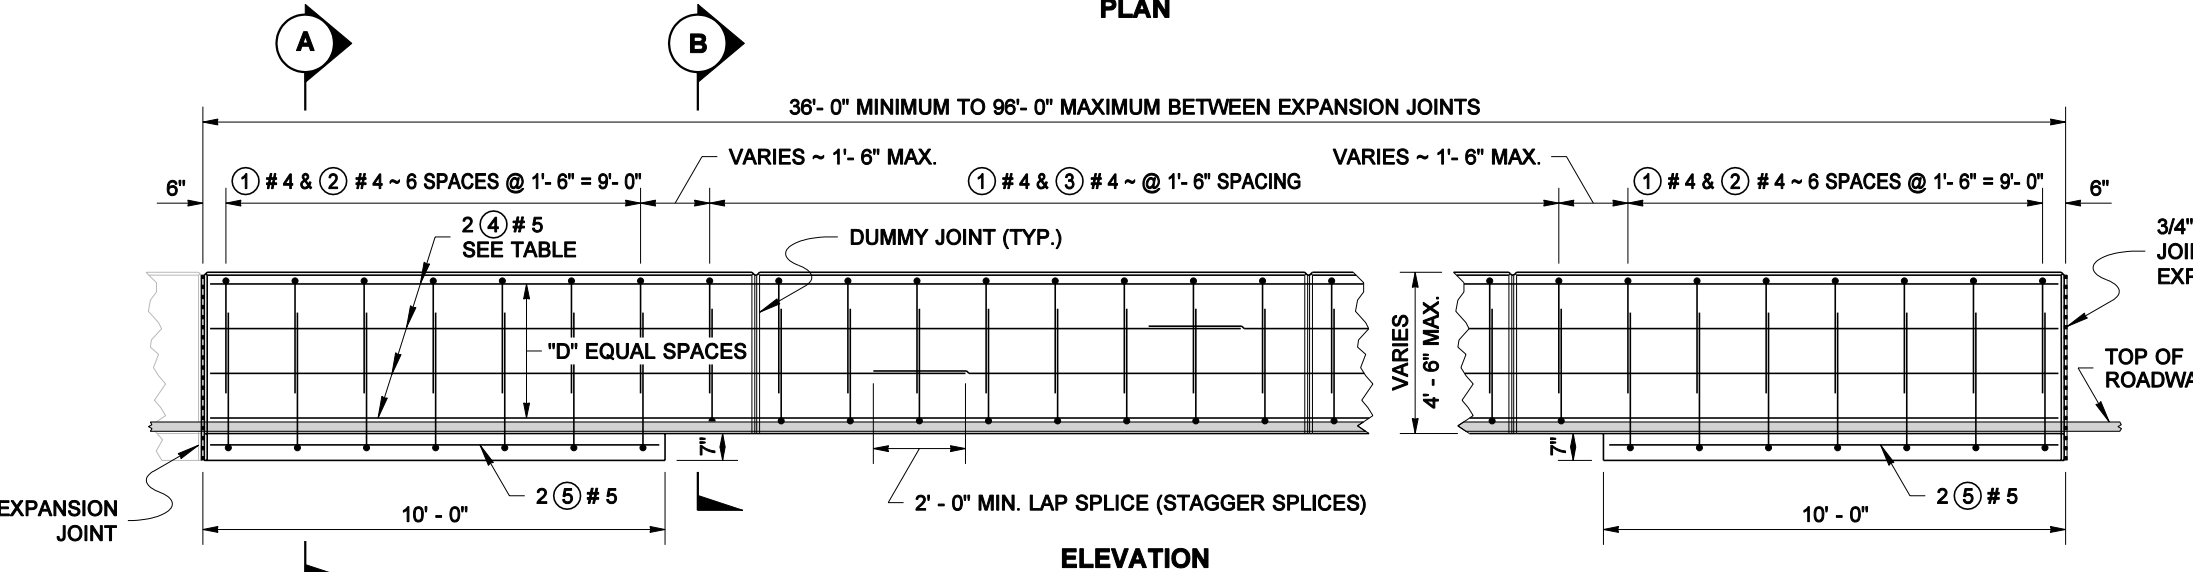 PLAN
A
B
36'- 0" MINIMUM TO 96'- 0" MAXIMUM BETWEEN EXPANSION JOINTS
VARIES ~ 1'- 6" MAX.
VARIES ~ 1'- 6" MAX.
6"
① # 4 & ② # 4 ~ 6 SPACES @ 1'- 6" = 9'- 0"
① # 4 & ③ # 4 ~ @ 1'- 6" SPACING
① # 4 & ② # 4 ~ 6 SPACES @ 1'- 6" = 9'- 0"
6"
2 ④ # 5
SEE TABLE
DUMMY JOINT (TYP.)
3/4"
"D" EQUAL SPACES
VARIES
4' - 6" MAX.
TOP OF
7"
7"
EXPANSION
JOINT
2 ⑤ # 5
10' - 0"
2' - 0" MIN. LAP SPLICE (STAGGER SPLICES)
2 ⑤ # 5
10' - 0"
ELEVATION